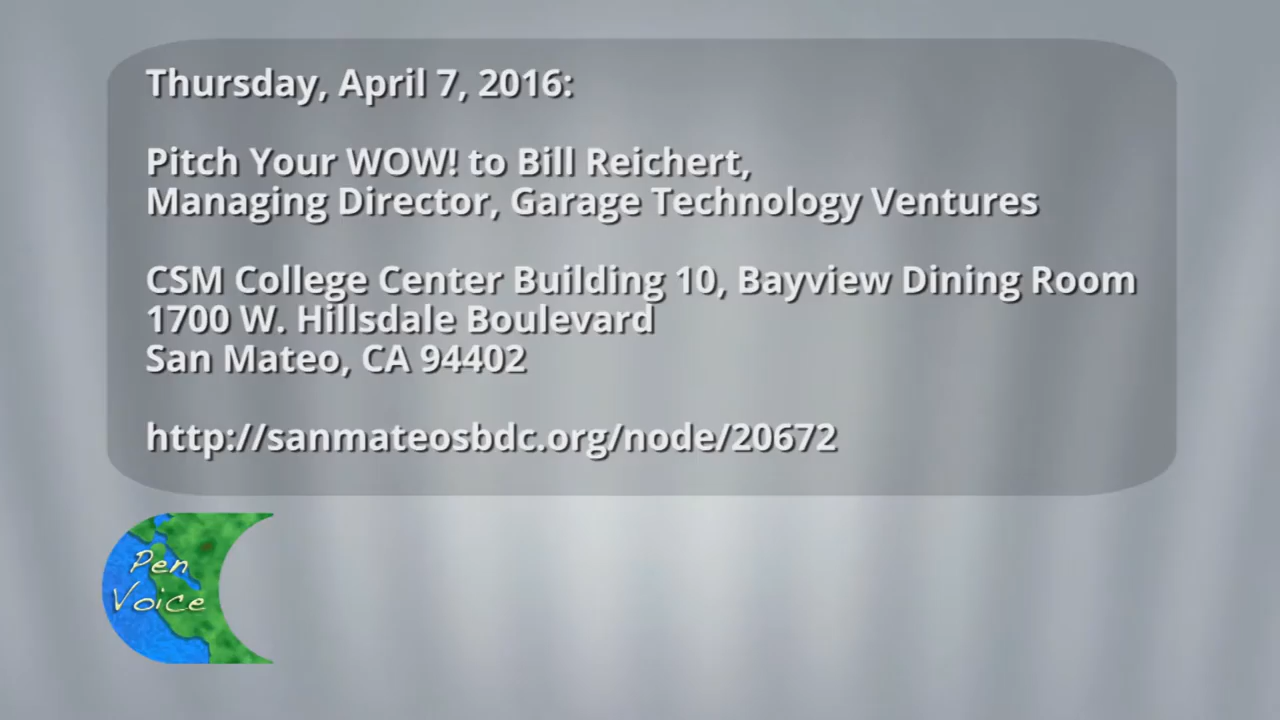 Thursday, April 7, 2016:
Pitch Your WOW! to Bill Reichert,
Managing Director, Garage Technology Ventures
CSM College Center Building 10, Bayview Dining Room
1700 W. Hillsdale Boulevard
San Mateo, CA 94402
http://sanmateosbdc.org/node/20672
Pen
Voice